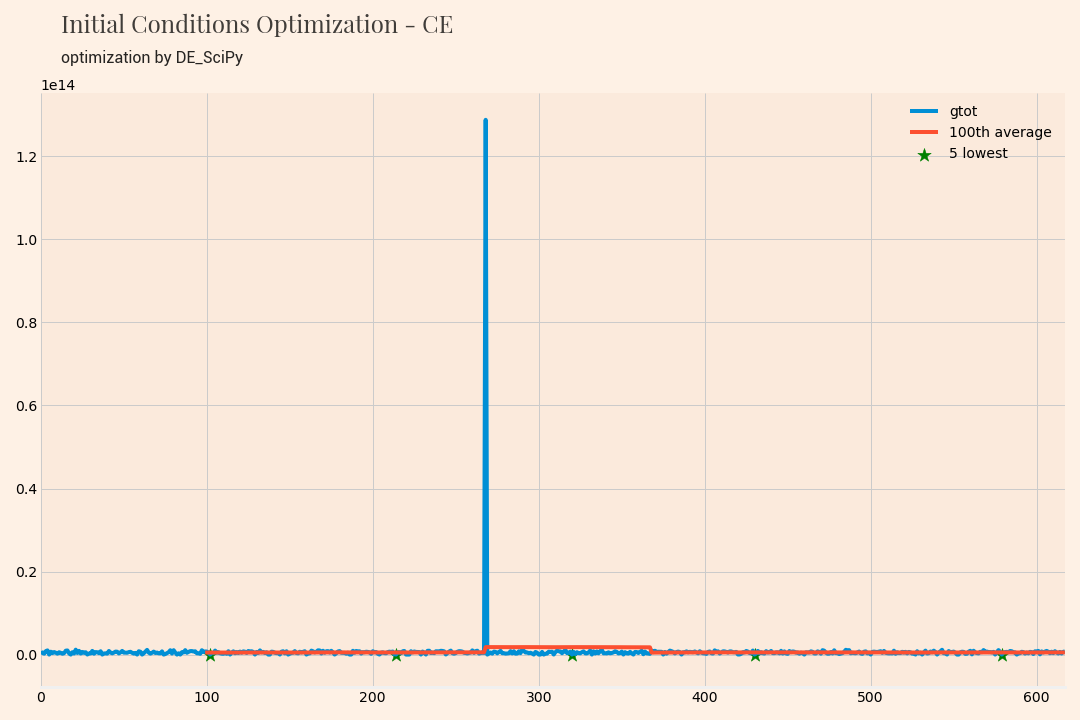 Initial Conditions Optimization - CE
optimization by DE_SciPy
1e14
gtot
100th average
5 lowest
1.2
1.0
0.8
0.6
0.4
0.2
0.0
0 100 200 300 400 500 600